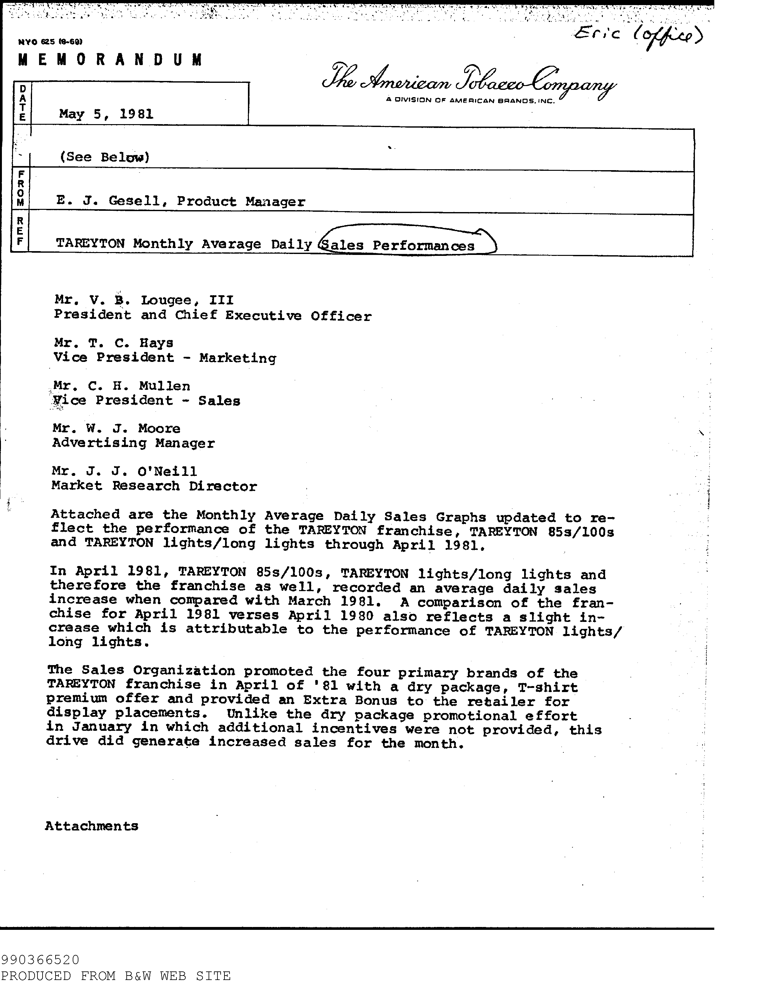 Eric (office)
NYO 625 (9-69)
MEMORANDUM
The American Tobacco Company
A DIVISION OF AMERICAN BRANDS, INC.
DATE
May 5, 1981
(See Below)
FROM
E. J. Gesell, Product Manager
REF
TAREYTON Monthly Average Daily Sales Performances
Mr. V. B. Lougee, III
President and Chief Executive Officer
Mr. T. C. Hays
Vice President - Marketing
Mr. C. H. Mullen
Vice President - Sales
Mr. W. J. Moore
Advertising Manager
Mr. J. J. O'Neill
Market Research Director
Attached are the Monthly Average Daily Sales Graphs updated to re-
flect the performance of the TAREYTON franchise, TAREYTON 85s/100s
and TAREYTON lights/long lights through April 1981.
In April 1981, TAREYTON 85s/100s, TAREYTON lights/long lights and
therefore the franchise as well, recorded an average daily sales
increase when compared with March 1981. A comparison of the fran-
chise for April 1981 verses April 1980 also reflects a slight in-
crease which is attributable to the performance of TAREYTON lights/
long lights.
The Sales Organization promoted the four primary brands of the
TAREYTON franchise in April of '81 with a dry package, T-shirt
premium offer and provided an Extra Bonus to the retailer for
display placements. Unlike the dry package promotional effort
in January in which additional incentives were not provided, this
drive did generate increased sales for the month.
Attachments
990366520
PRODUCED FROM B&W WEB SITE